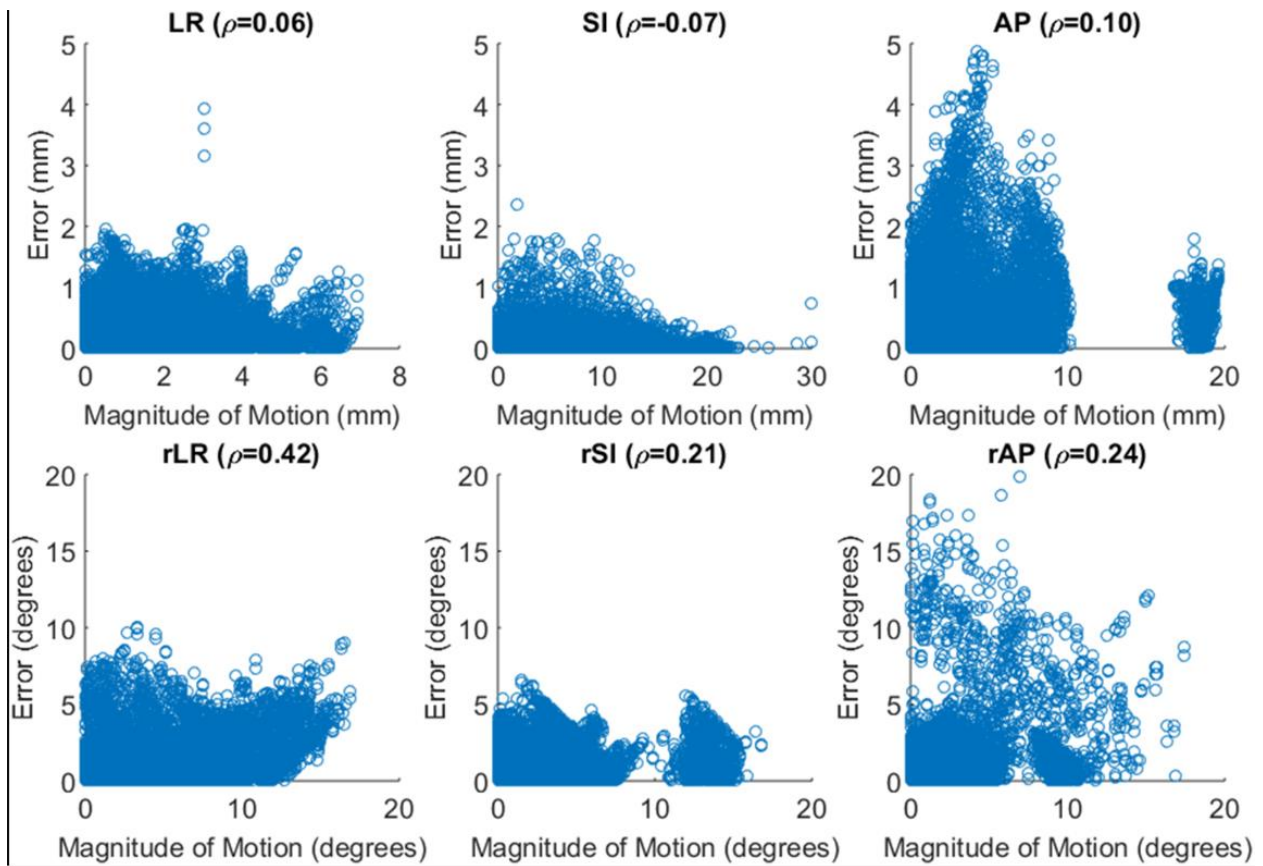 LR (ρ=0.06)
5
4
3
2
1
0
Error (mm)
0 2 4 6 8
Magnitude of Motion (mm)
SI (ρ=-0.07)
5
4
3
2
1
0
Error (mm)
0 10 20 30
Magnitude of Motion (mm)
AP (ρ=0.10)
5
4
3
2
1
0
Error (mm)
0 10 20
Magnitude of Motion (mm)
rLR (ρ=0.42)
20
15
10
5
0
Error (degrees)
0 10 20
Magnitude of Motion (degrees)
rSI (ρ=0.21)
20
15
10
5
0
Error (degrees)
0 10 20
Magnitude of Motion (degrees)
rAP (ρ=0.24)
20
15
10
5
0
Error (degrees)
0 10 20
Magnitude of Motion (degrees)